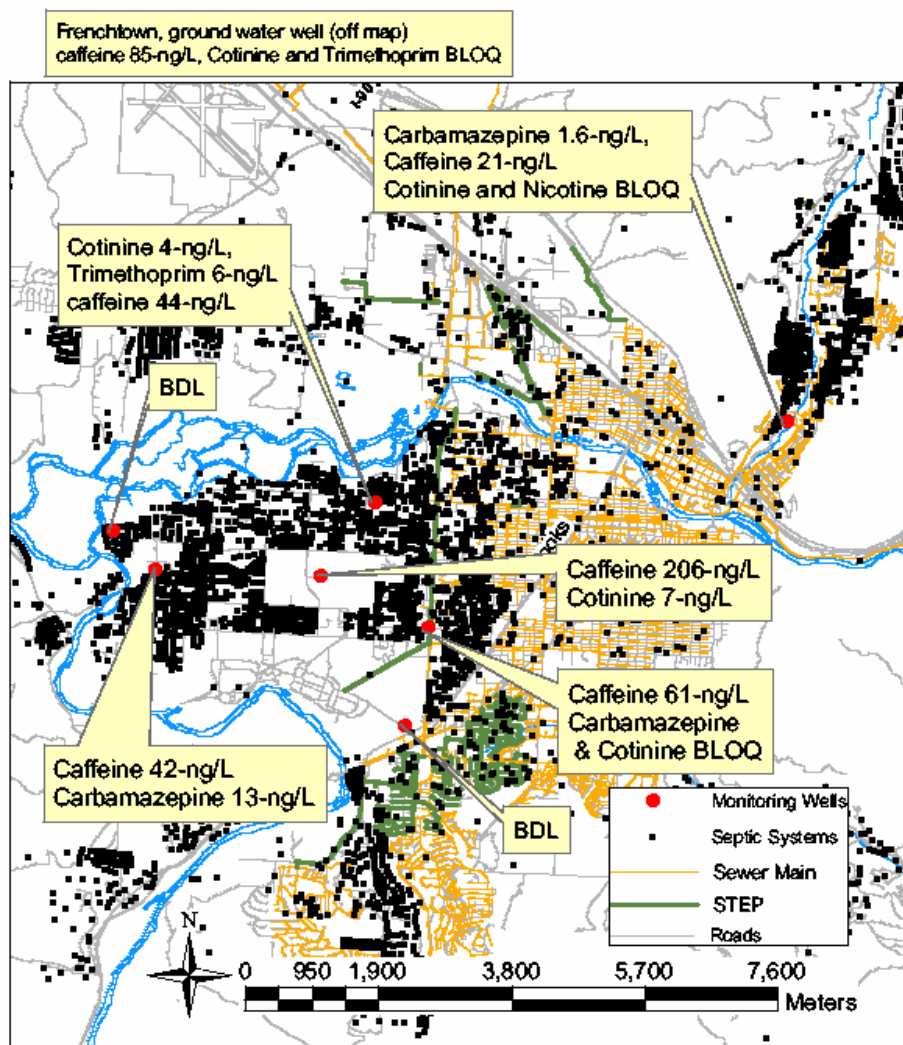 Frenchtown, ground water well (off map)
caffeine 85-ng/L, Cotinine and Trimethoprim BLOQ
I-90
Carbamazepine 1.6-ng/L,
Caffeine 21-ng/L
Cotinine and Nicotine BLOQ
Cotinine 4-ng/L,
Trimethoprim 6-ng/L
caffeine 44-ng/L
BDL
Caffeine 206-ng/L
Cotinine 7-ng/L
Caffeine 61-ng/L
Carbamazepine
& Cotinine BLOQ
Caffeine 42-ng/L
Carbamazepine 13-ng/L
BDL
Monitoring Wells
Septic Systems
Sewer Main
STEP
Roads
N
0 950 1,900 3,800 5,700 7,600
Meters